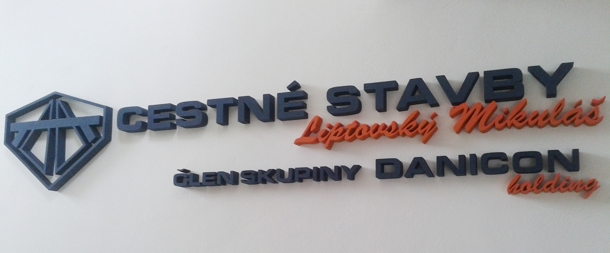 CESTNÉ STAVBY
Liptovský Mikuláš
ČLEN SKUPINY DANICON
holding